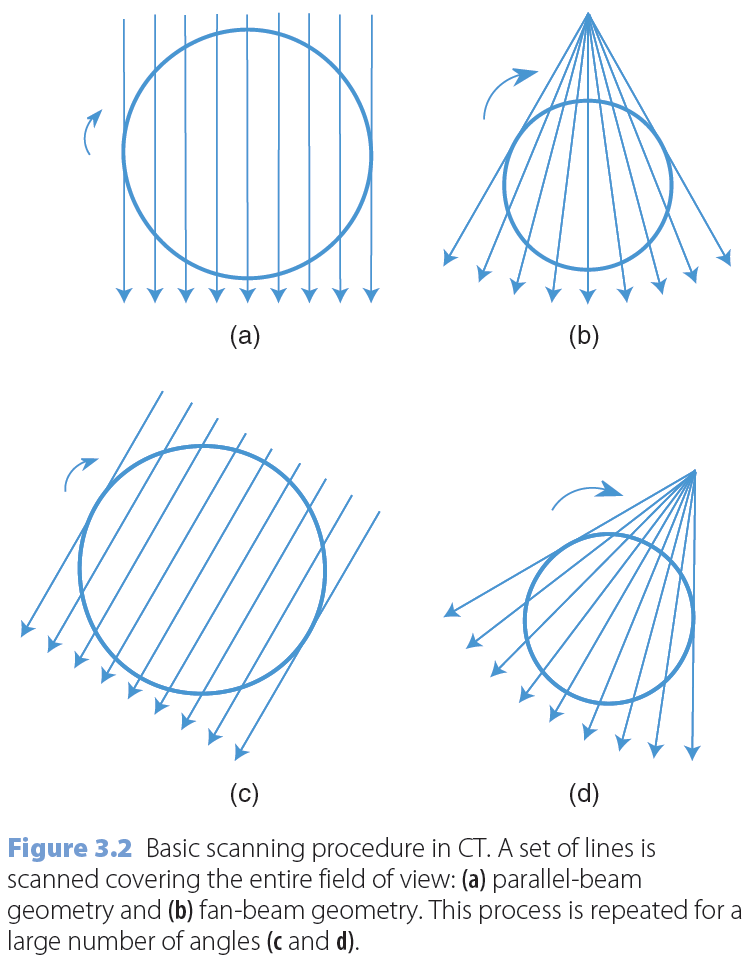 (a)
(b)
(c)
(d)
Figure 3.2 Basic scanning procedure in CT. A set of lines is
scanned covering the entire field of view: (a) parallel-beam
geometry and (b) fan-beam geometry. This process is repeated for a
large number of angles (c and d).